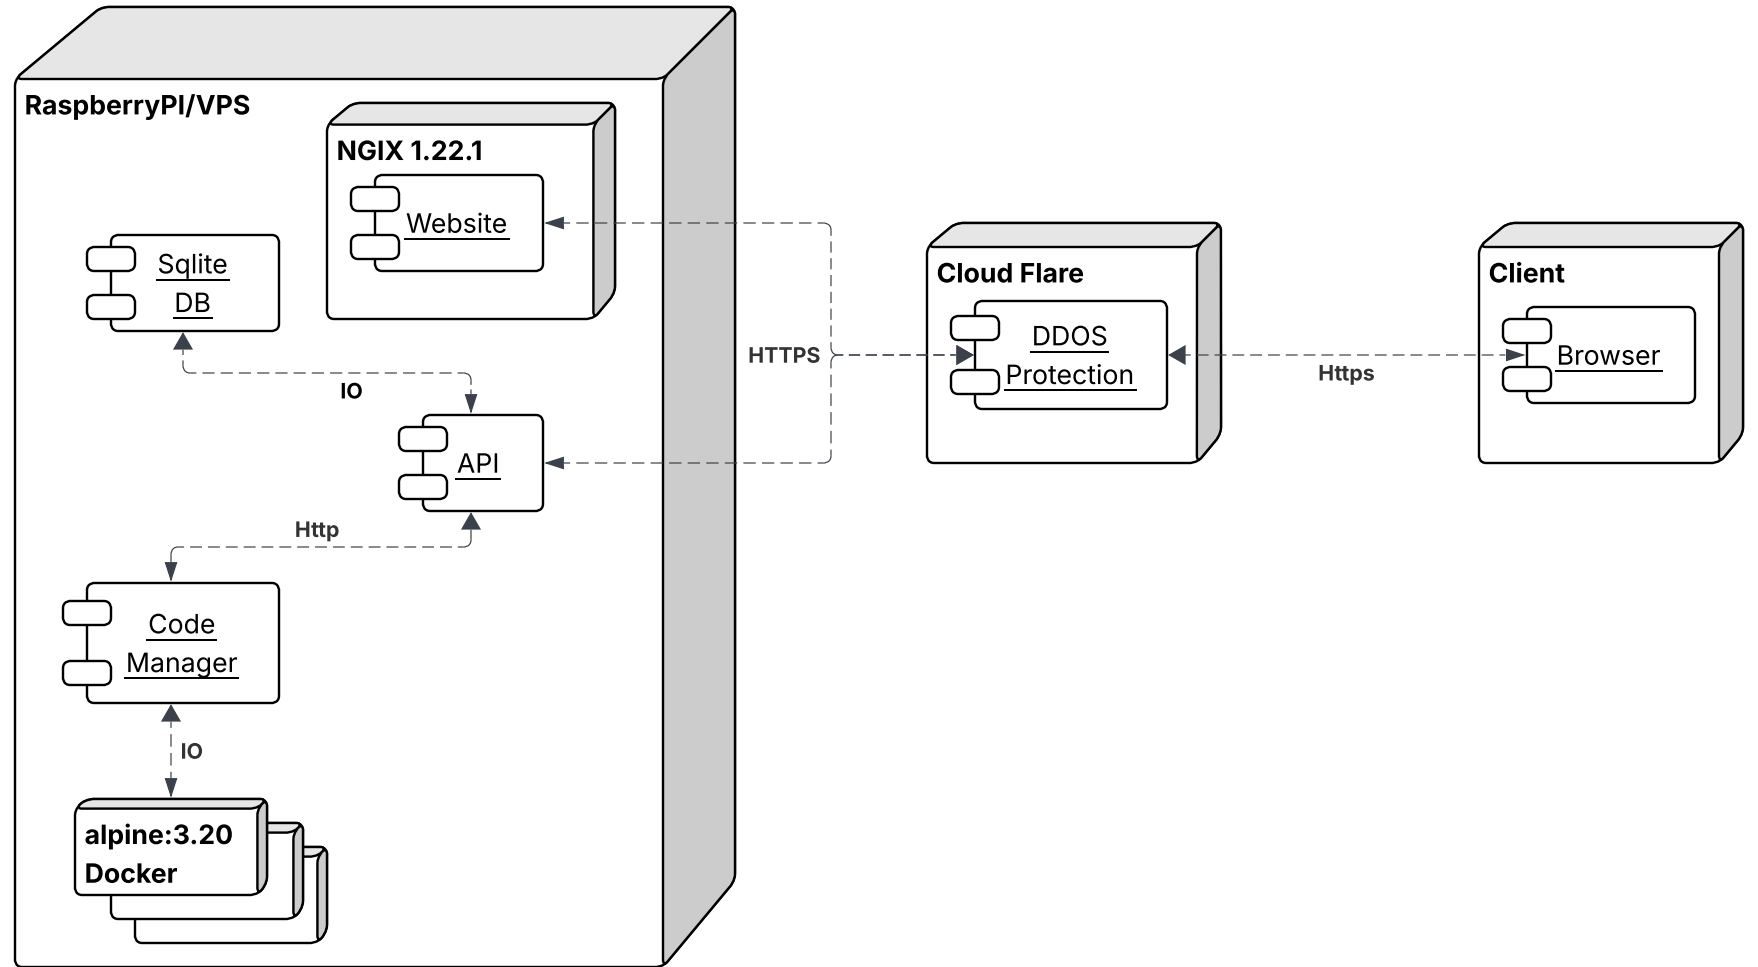 RaspberryPI/VPS
NGIX 1.22.1
Website
Sqlite
DB
IO
API
Http
Code
Manager
IO
alpine:3.20
Docker
HTTPS
Cloud Flare
DDOS
Protection
Https
Client
Browser